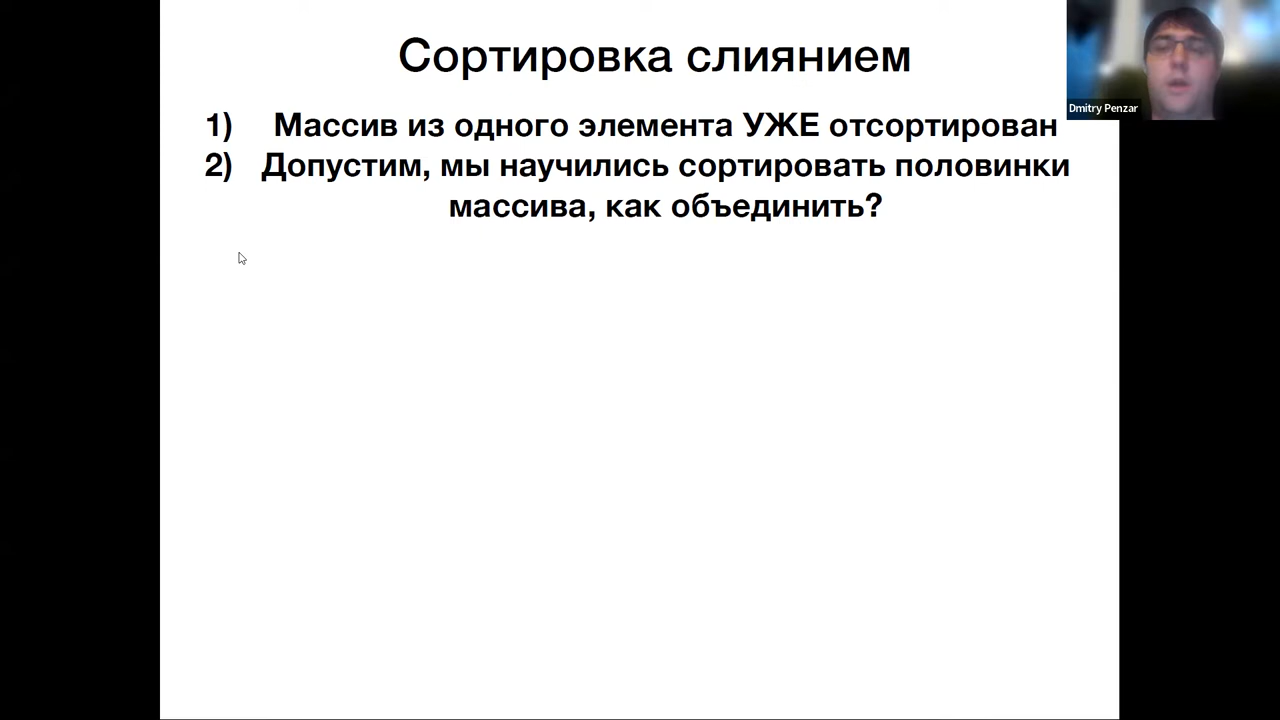 Сортировка слиянием
1) Массив из одного элемента УЖЕ отсортирован
2) Допустим, мы научились сортировать половинки
массива, как объединить?
Dmitry Penzar